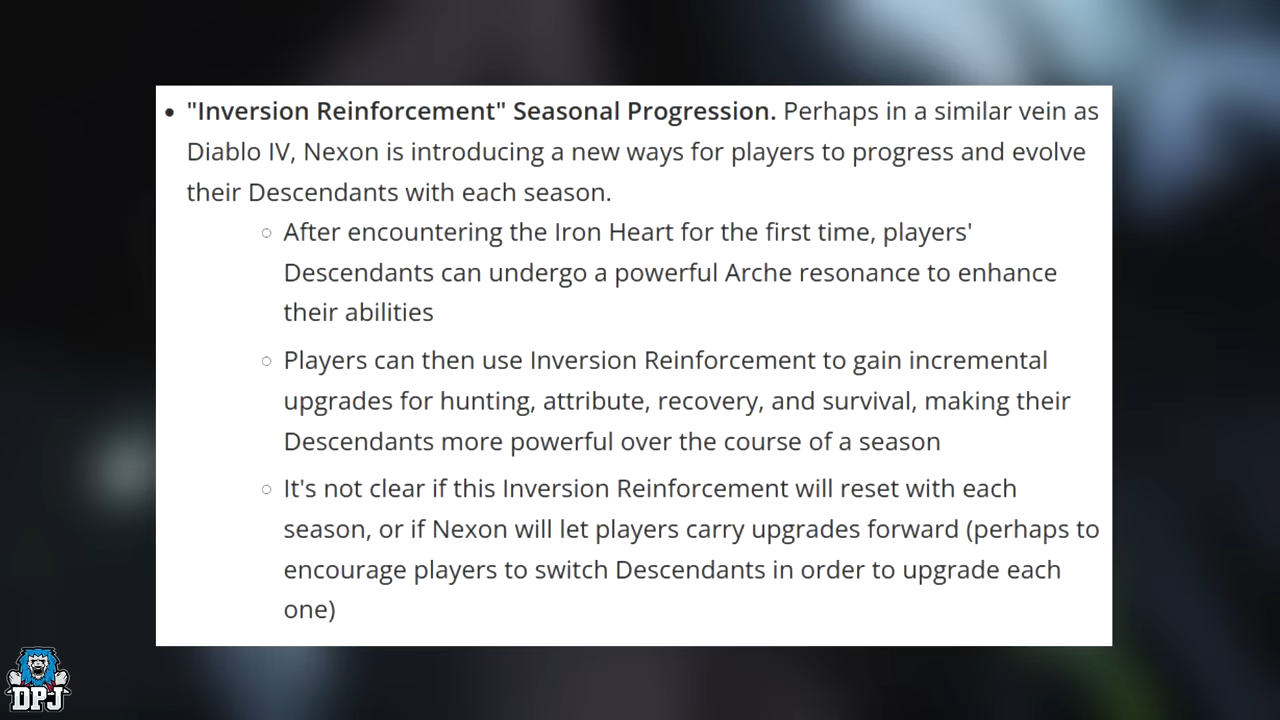 • "Inversion Reinforcement" Seasonal Progression. Perhaps in a similar vein as
Diablo IV, Nexon is introducing a new ways for players to progress and evolve
their Descendants with each season.
○ After encountering the Iron Heart for the first time, players'
Descendants can undergo a powerful Arche resonance to enhance
their abilities
○ Players can then use Inversion Reinforcement to gain incremental
upgrades for hunting, attribute, recovery, and survival, making their
Descendants more powerful over the course of a season
○ It's not clear if this Inversion Reinforcement will reset with each
season, or if Nexon will let players carry upgrades forward (perhaps to
encourage players to switch Descendants in order to upgrade each
one)
DPJ